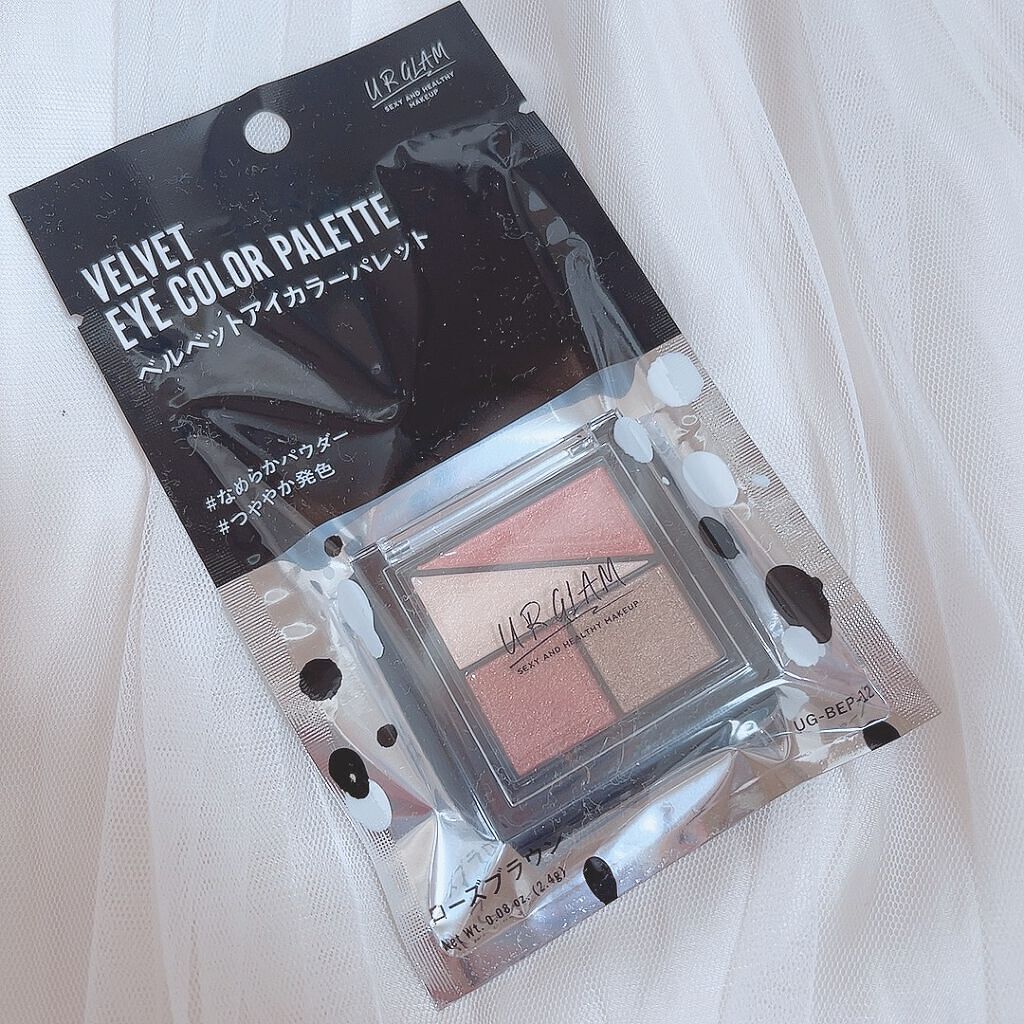 UR GLAM
SEXY AND HEALTHY
MAKEUP
VELVET
EYE COLOR PALETTE
ベルベットアイカラーパレット
#なめらかパウダー
#つややか発色
UR GLAM
SEXY AND HEALTHY MAKEUP
UG-BEP-12
ローズブラウン
Net Wt. 0.08 oz. (2.4g)